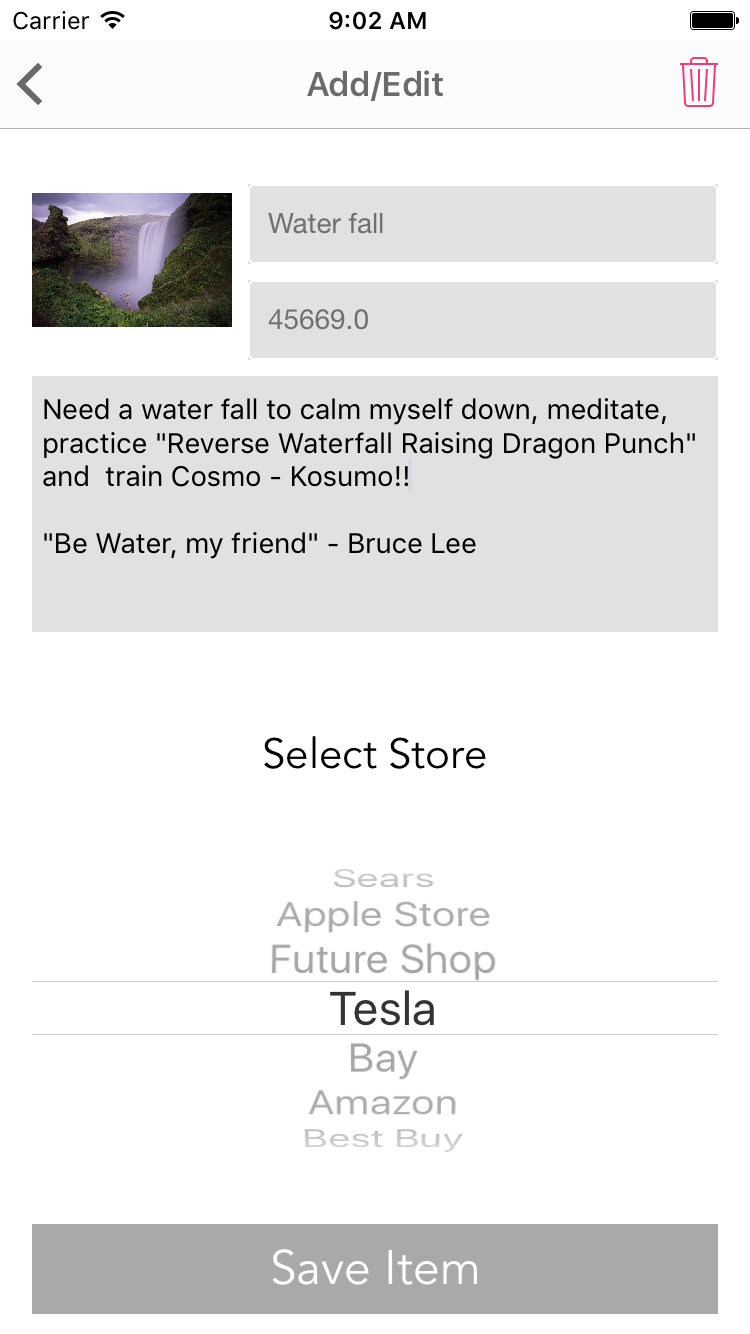 Carrier 9:02 AM
Add/Edit
Water fall
45669.0
Need a water fall to calm myself down, meditate,
practice "Reverse Waterfall Raising Dragon Punch"
and  train Cosmo - Kosumo!!
"Be Water, my friend" - Bruce Lee
Select Store
Sears
Apple Store
Future Shop
Tesla
Bay
Amazon
Best Buy
Save Item